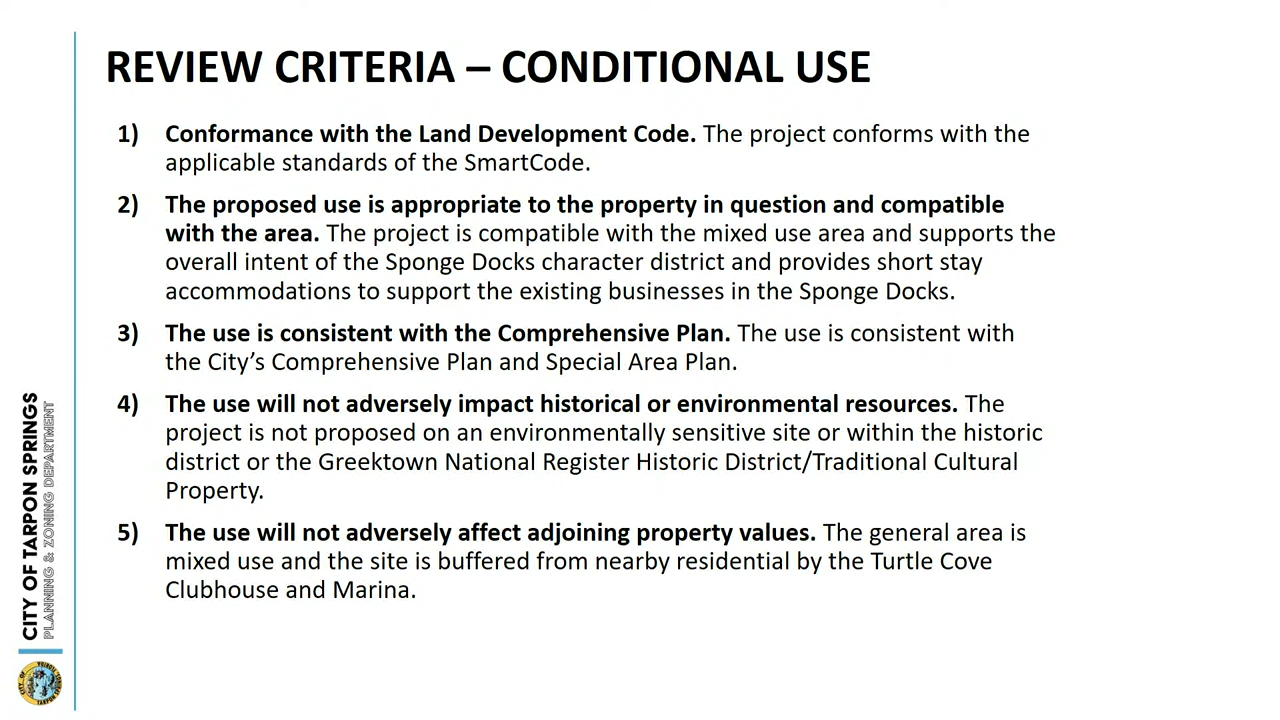 REVIEW CRITERIA – CONDITIONAL USE
1) Conformance with the Land Development Code. The project conforms with the
applicable standards of the SmartCode.
2) The proposed use is appropriate to the property in question and compatible
with the area. The project is compatible with the mixed use area and supports the
overall intent of the Sponge Docks character district and provides short stay
accommodations to support the existing businesses in the Sponge Docks.
3) The use is consistent with the Comprehensive Plan. The use is consistent with
the City’s Comprehensive Plan and Special Area Plan.
4) The use will not adversely impact historical or environmental resources. The
project is not proposed on an environmentally sensitive site or within the historic
district or the Greektown National Register Historic District/Traditional Cultural
Property.
5) The use will not adversely affect adjoining property values. The general area is
mixed use and the site is buffered from nearby residential by the Turtle Cove
Clubhouse and Marina.
CITY OF TARPON SPRINGS
PLANNING & ZONING DEPARTMENT